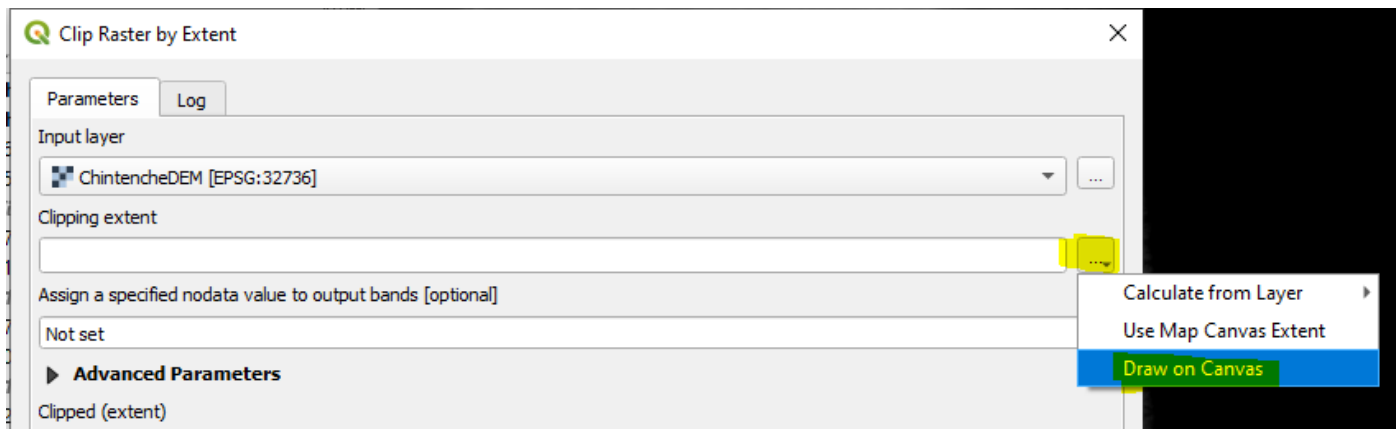 Clip Raster by Extent
Parameters Log
Input layer
ChintencheDEM [EPSG:32736]
...
Clipping extent
...
Assign a specified nodata value to output bands [optional]
Not set
Calculate from Layer
Use Map Canvas Extent
Draw on Canvas
Advanced Parameters
Clipped (extent)